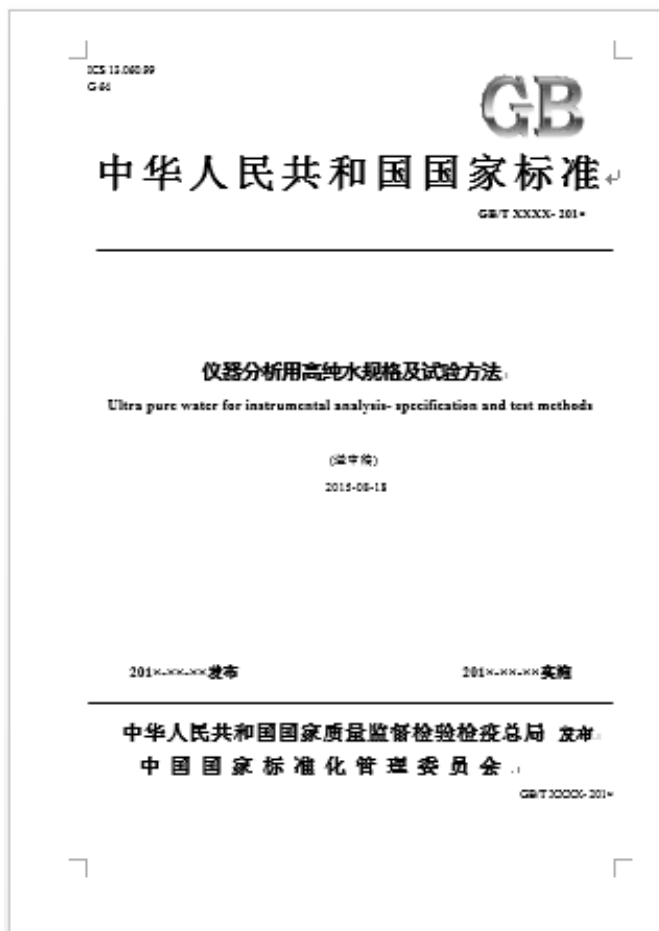 ICS 13.060.99
G 66
GB
中华人民共和国国家标准
GB/T XXXX- 201×
仪器分析用高纯水规格及试验方法
Ultra pure water for instrumental analysis- specification and test methods
(送审稿)
2015-08-18
201×-××-××发布
201×-××-××实施
中华人民共和国国家质量监督检验检疫总局 发布
中国国家标准化管理委员会
GB/T XXXX- 201×